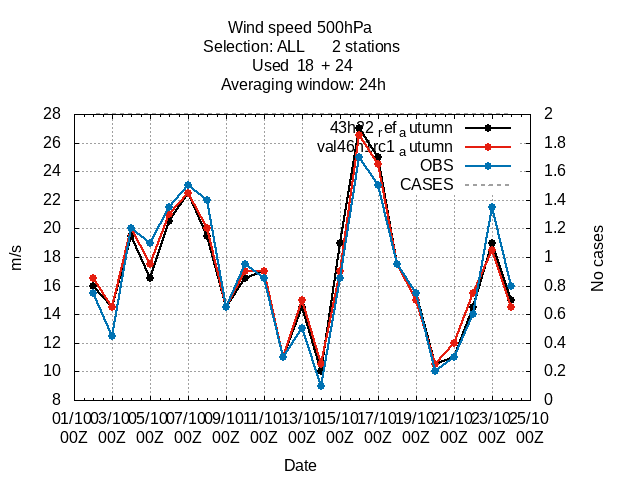 Wind speed 500hPa
Selection: ALL 2 stations
Used 18 + 24
Averaging window: 24h
28 2
26 1.8
24 1.6
22 1.4
20 1.2
18 1
16 0.8
14 0.6
12 0.4
10 0.2
8 0
43h22_ref_autumn
val46h1rc1_autumn
OBS
CASES
m/s
No cases
01/10 03/10 05/10 07/10 09/10 11/10 13/10 15/10 17/10 19/10 21/10 23/10 25/10
00Z 00Z 00Z 00Z 00Z 00Z 00Z 00Z 00Z 00Z 00Z 00Z 00Z
Date